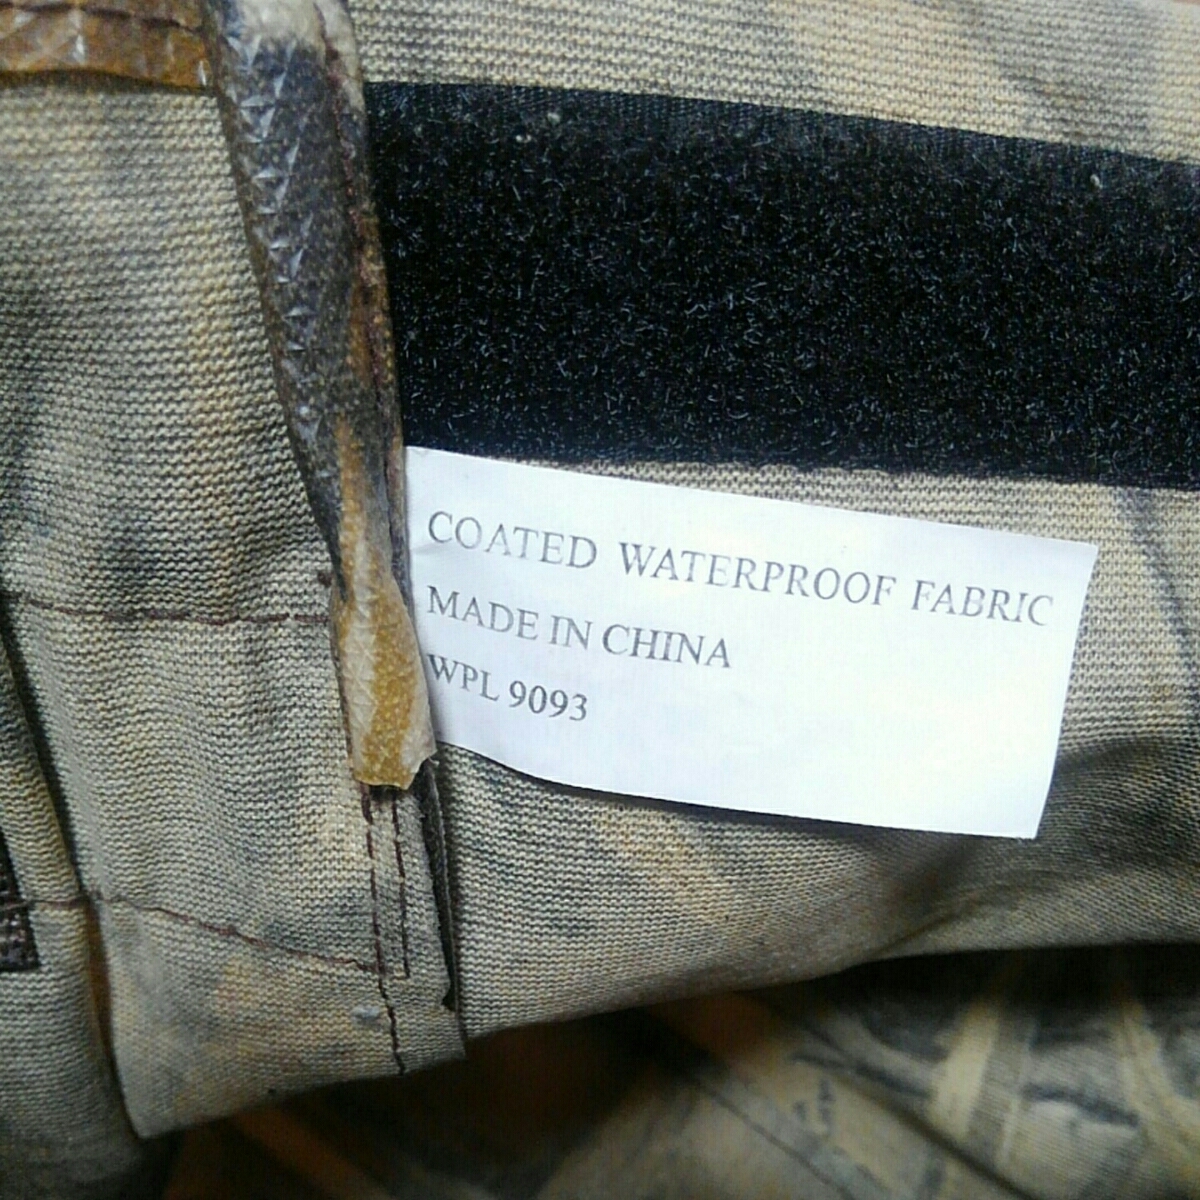 COATED WATERPROOF FABRIC
MADE IN CHINA
WPL 9093